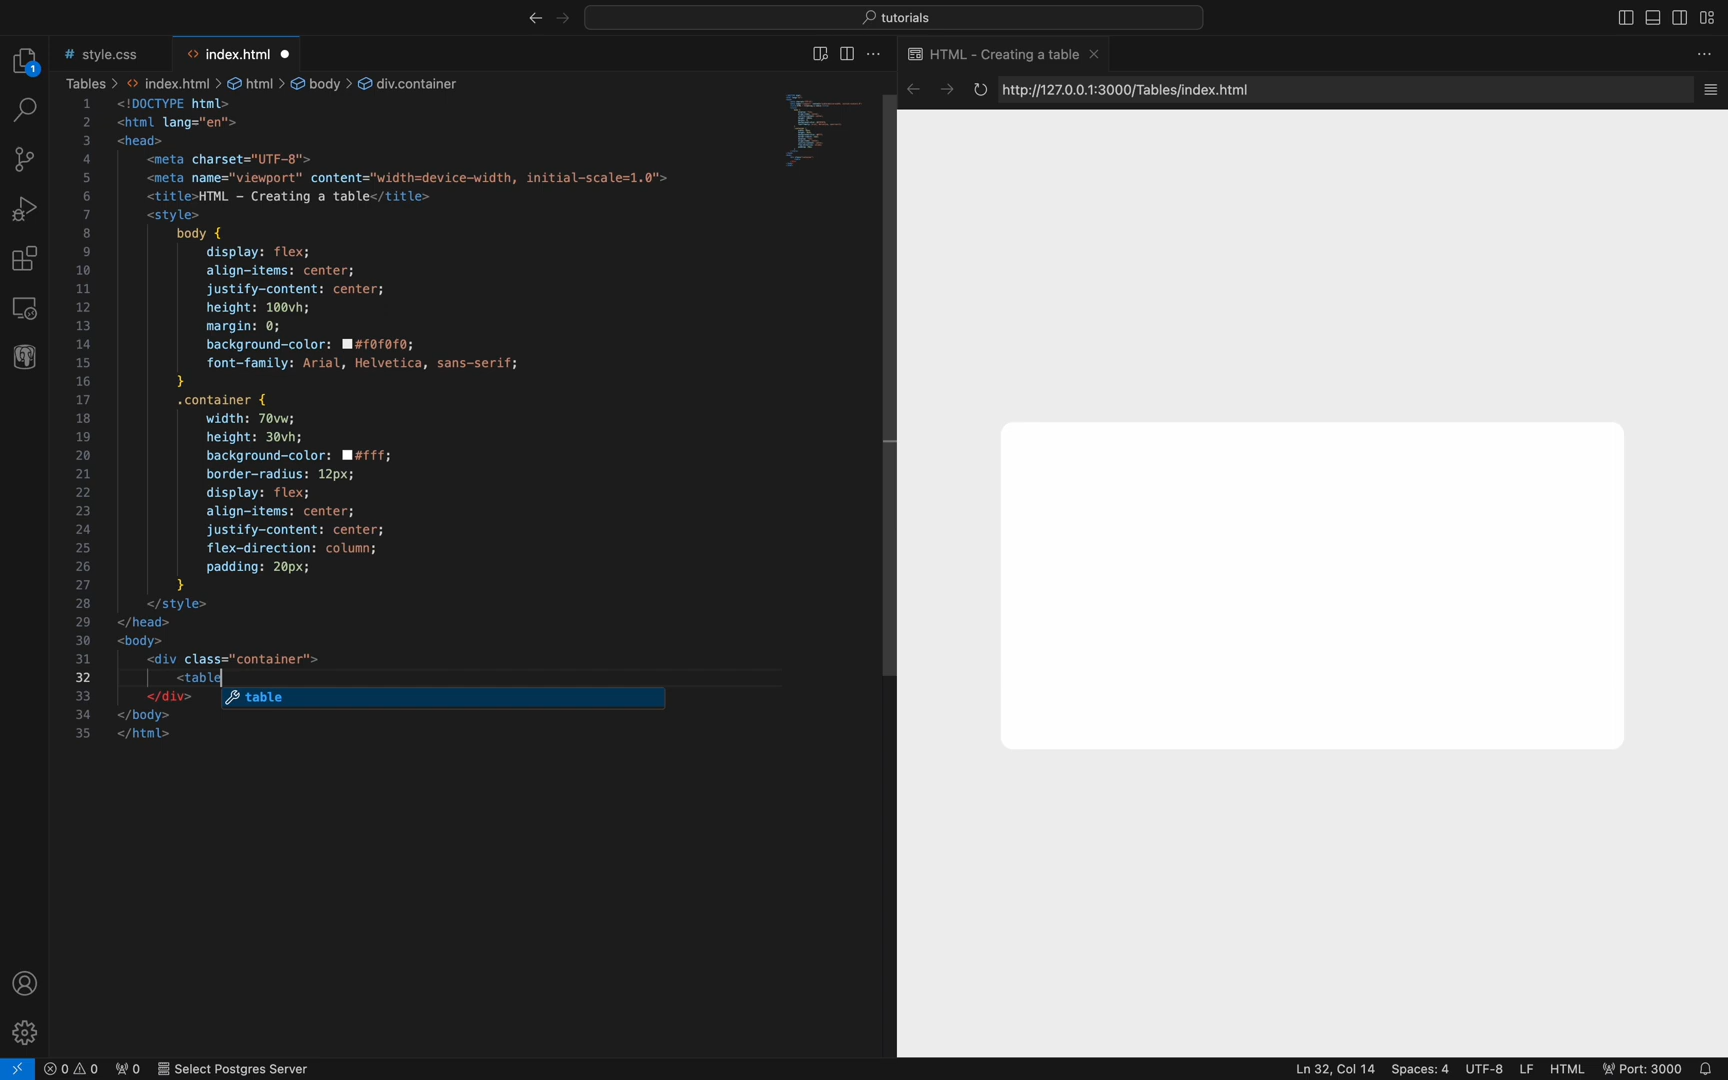 tutorials
# style.css
<> index.html ●
HTML - Creating a table
Tables > <> index.html > html > body > div.container
http://127.0.0.1:3000/Tables/index.html
1
1 <!DOCTYPE html>
2 <html lang="en">
3 <head>
4 <meta charset="UTF-8">
5 <meta name="viewport" content="width=device-width, initial-scale=1.0">
6 <title>HTML - Creating a table</title>
7 <style>
8 body {
9 display: flex;
10 align-items: center;
11 justify-content: center;
12 height: 100vh;
13 margin: 0;
14 background-color: #f0f0f0;
15 font-family: Arial, Helvetica, sans-serif;
16 }
17 .container {
18 width: 70vw;
19 height: 30vh;
20 background-color: #fff;
21 border-radius: 12px;
22 display: flex;
23 align-items: center;
24 justify-content: center;
25 flex-direction: column;
26 padding: 20px;
27 }
28 </style>
29 </head>
30 <body>
31 <div class="container">
32 <table
33 </div>
table
34 </body>
35 </html>
0 0
0
Select Postgres Server
Ln 32, Col 14
Spaces: 4
UTF-8
LF
HTML
Port: 3000